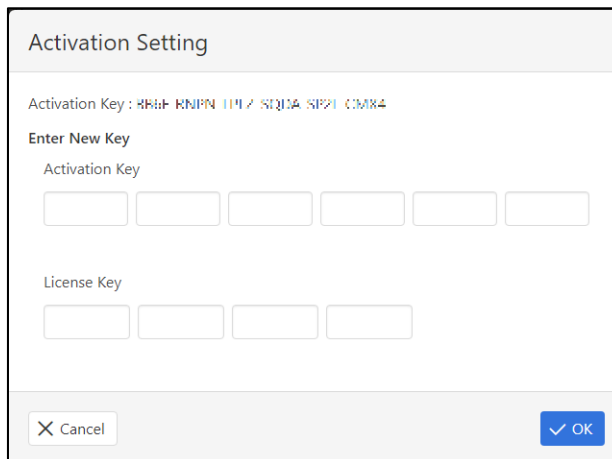 Activation Setting
Activation Key :
Enter New Key
Activation Key
License Key
Cancel
OK